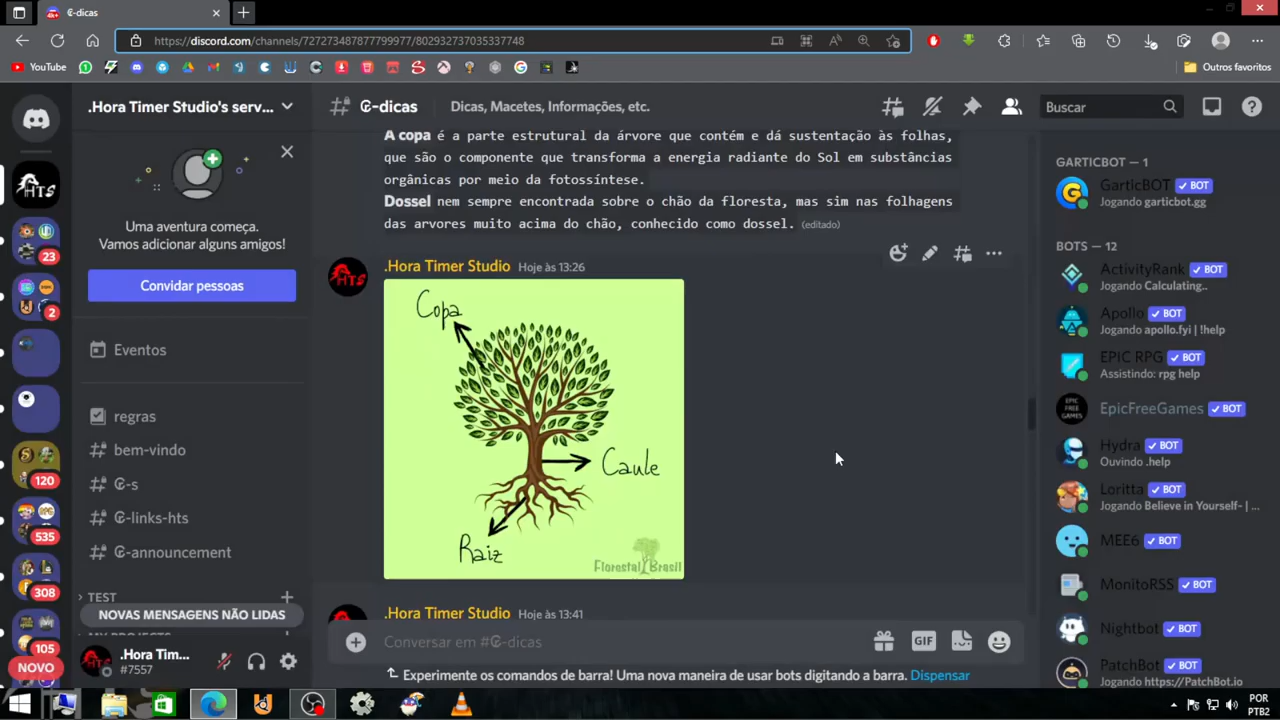 ₢-dicas
https://discord.com/channels/727273487877799977/802932737035337748
YouTube
Outros favoritos
.Hora Timer Studio's serv...
₢-dicas
Dicas, Macetes, Informações, etc.
Buscar
Uma aventura começa.
Vamos adicionar alguns amigos!
Convidar pessoas
Eventos
regras
bem-vindo
₢-s
₢-links-hts
₢-announcement
TEST
NOVAS MENSAGENS NÃO LIDAS
HTS
23
2
120
535
308
105
NOVO
.Hora Tim...
#7557
A copa é a parte estrutural da árvore que contém e dá sustentação às folhas,
que são o componente que transforma a energia radiante do Sol em substâncias
orgânicas por meio da fotossíntese.
Dossel nem sempre encontrada sobre o chão da floresta, mas sim nas folhagens
das arvores muito acima do chão, conhecido como dossel. (editado)
.Hora Timer Studio Hoje às 13:26
Copa
Caule
Raiz
Florestal Brasil
.Hora Timer Studio Hoje às 13:41
Conversar em #₢-dicas
GIF
Experimente os comandos de barra! Uma nova maneira de usar bots digitando a barra. Dispensar
GARTICBOT — 1
GarticBOT BOT
Jogando garticbot.gg
BOTS — 12
ActivityRank BOT
Jogando Calculating..
Apollo BOT
Jogando apollo.fyi | !help
EPIC RPG BOT
Assistindo: rpg help
EpicFreeGames BOT
Hydra BOT
Ouvindo .help
Loritta BOT
Jogando Believe in Yourself- | ...
MEE6 BOT
MonitoRSS BOT
Nightbot BOT
PatchBot BOT
Jogando https://PatchBot.io
POR
PTB2